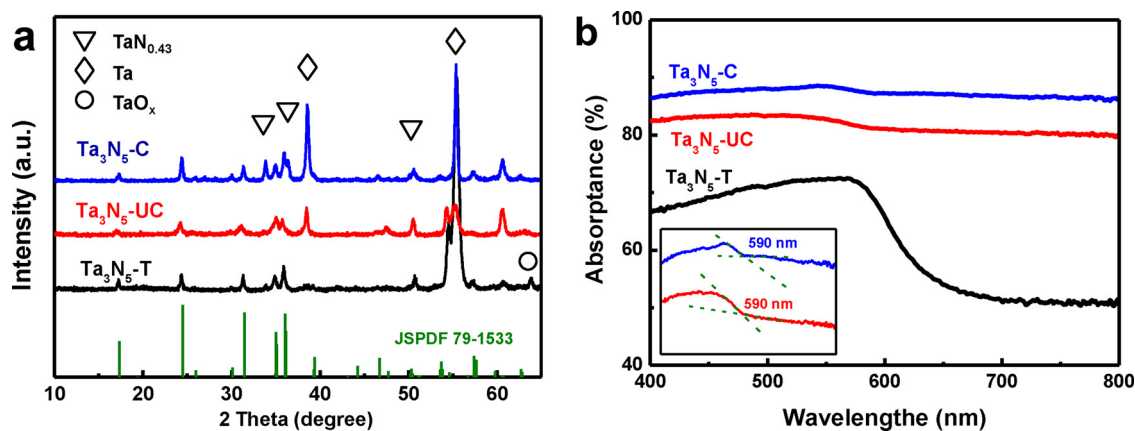 a
TaN0.43
Ta
TaOx
Ta3N5-C
Ta3N5-UC
Ta3N5-T
JSPDF 79-1533
Intensity (a.u.)
10 20 30 40 50 60
2 Theta (degree)
b
100
80
60
40
Absorptance (%)
Ta3N5-C
Ta3N5-UC
Ta3N5-T
590 nm
590 nm
400 500 600 700 800
Wavelengthe (nm)